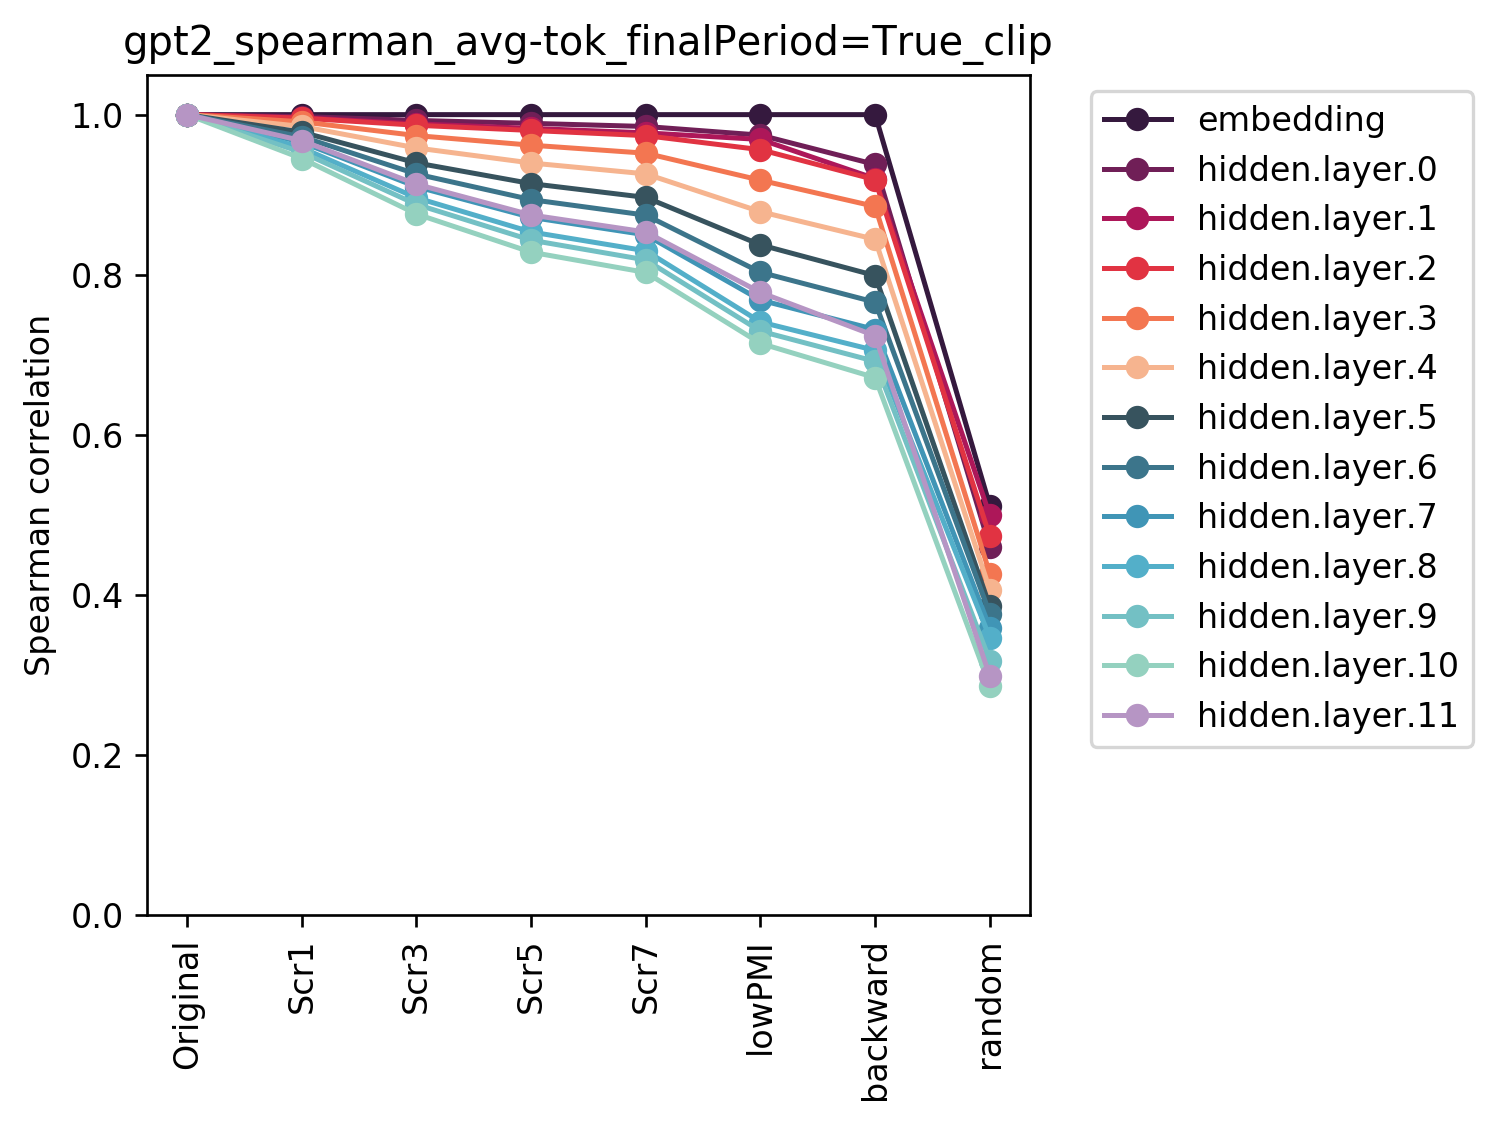 gpt2_spearman_avg-tok_finalPeriod=True_clip
Spearman correlation
1.0
0.8
0.6
0.4
0.2
0.0
Original
Scr1
Scr3
Scr5
Scr7
lowPMI
backward
random
embedding
hidden.layer.0
hidden.layer.1
hidden.layer.2
hidden.layer.3
hidden.layer.4
hidden.layer.5
hidden.layer.6
hidden.layer.7
hidden.layer.8
hidden.layer.9
hidden.layer.10
hidden.layer.11